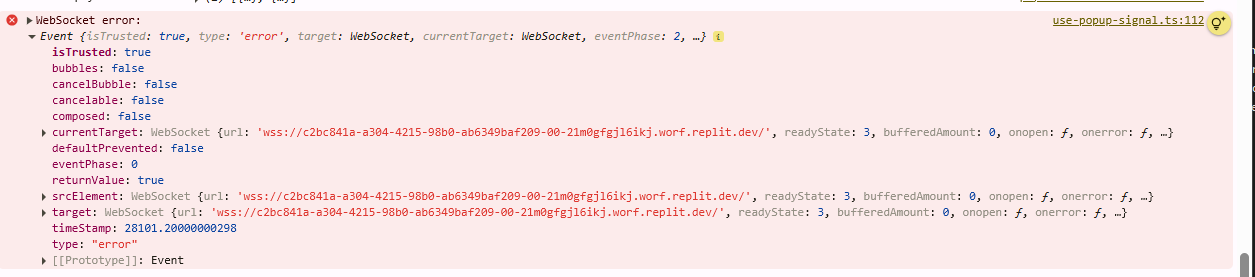 WebSocket error: use-popup-signal.ts:112
Event {isTrusted: true, type: 'error', target: WebSocket, currentTarget: WebSocket, eventPhase: 2, …} i
isTrusted: true
bubbles: false
cancelBubble: false
cancelable: false
composed: false
currentTarget: WebSocket {url: 'wss://c2bc841a-a304-4215-98b0-ab6349baf209-00-21m0gfgjl6ikj.worf.replit.dev/', readyState: 3, bufferedAmount: 0, onopen: ƒ, onerror: ƒ, …}
defaultPrevented: false
eventPhase: 0
returnValue: true
srcElement: WebSocket {url: 'wss://c2bc841a-a304-4215-98b0-ab6349baf209-00-21m0gfgjl6ikj.worf.replit.dev/', readyState: 3, bufferedAmount: 0, onopen: ƒ, onerror: ƒ, …}
target: WebSocket {url: 'wss://c2bc841a-a304-4215-98b0-ab6349baf209-00-21m0gfgjl6ikj.worf.replit.dev/', readyState: 3, bufferedAmount: 0, onopen: ƒ, onerror: ƒ, …}
timeStamp: 28101.20000000298
type: "error"
[[Prototype]]: Event